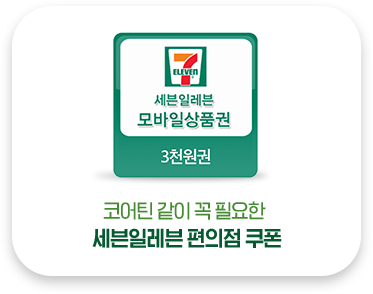 7
ELEVEN
세븐일레븐
모바일상품권
3천원권
코어틴 같이 꼭 필요한
세븐일레븐 편의점 쿠폰